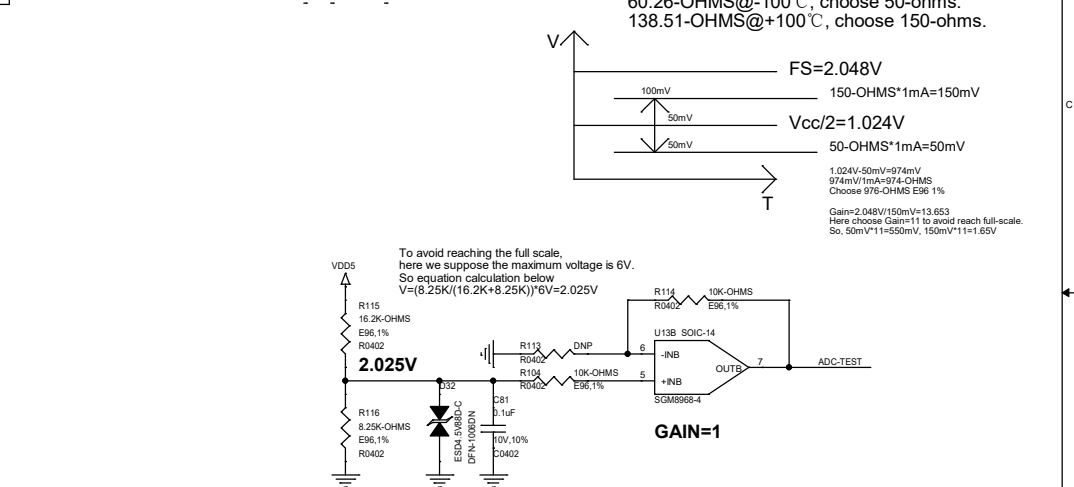 60.26-OHMS@-100℃, choose 50-ohms.
138.51-OHMS@+100℃, choose 150-ohms.
V
FS=2.048V
100mV
150-OHMS*1mA=150mV
C
50mV
Vcc/2=1.024V
50mV
50-OHMS*1mA=50mV
1.024V-50mV=974mV
974mV/1mA=974-OHMS
Choose 976-OHMS E96 1%
T
Gain=2.048V/150mV=13.653
Here choose Gain=11 to avoid reach full-scale.
So, 50mV*11=550mV, 150mV*11=1.65V
To avoid reaching the full scale,
here we suppose the maximum voltage is 6V.
So equation calculation below
V=(8.25K/(16.2K+8.25K))*6V=2.025V
VDD5
R115
16.2K-OHMS
E96,1%
R0402
2.025V
R114
10K-OHMS
R0402
E96,1%
U13B SOIC-14
R113
DNP
R0402
6
-INB
OUTB
7
ADC-TEST
R104
10K-OHMS
R0402
E96,1%
5
+INB
SGM8968-4
GAIN=1
R116
8.25K-OHMS
E96,1%
R0402
D32
ESD4.5V88D-C
DFN-1006DN
C81
0.1uF
10V,10%
C0402